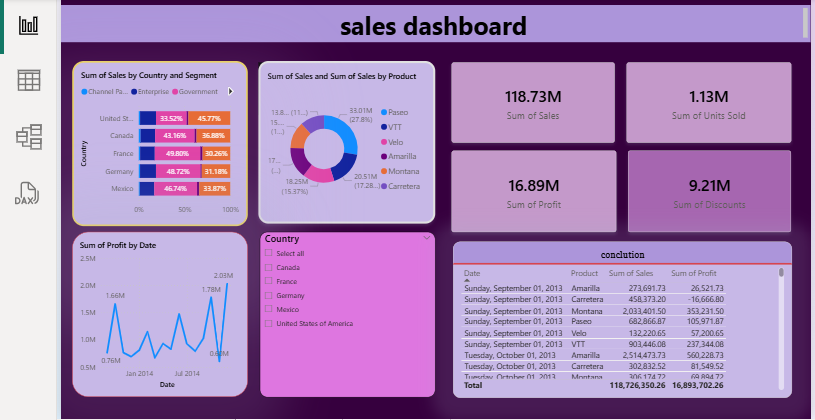 sales dashboard
DAX
Sum of Sales by Country and Segment
Channel Pa... Enterprise Government
Country
United St... 33.52% 45.77%
Canada 43.16% 36.88%
France 49.80% 30.26%
Germany 48.72% 31.18%
Mexico 46.74% 33.87%
0% 50% 100%
Sum of Sales and Sum of Sales by Product
33.01M
(27.8%)
20.51M
(17.28...)
18.25M
(15.37%)
17....
(...)
15....
(1...)
13.8... (11...)
Paseo
VTT
Velo
Amarilla
Montana
Carretera
118.73M
Sum of Sales
1.13M
Sum of Units Sold
16.89M
Sum of Profit
9.21M
Sum of Discounts
Sum of Profit by Date
2.5M
2.0M
1.5M
1.0M
0.5M
0.76M
1.66M
1.78M
2.03M
Jan 2014 Jul 2014
Date
Country
Select all
Canada
France
Germany
Mexico
United States of America
conclution
Date Product Sum of Sales Sum of Profit
Sunday, September 01, 2013 Amarilla 273,691.73 26,521.73
Sunday, September 01, 2013 Carretera 458,373.20 -16,666.80
Sunday, September 01, 2013 Montana 2,033,401.50 353,231.50
Sunday, September 01, 2013 Paseo 682,866.87 105,971.87
Sunday, September 01, 2013 Velo 132,220.65 57,200.65
Sunday, September 01, 2013 VTT 903,446.08 237,344.08
Tuesday, October 01, 2013 Amarilla 2,514,473.73 560,228.73
Tuesday, October 01, 2013 Carretera 302,832.52 81,549.52
Tuesday, October 01, 2013 Montana 306,174.72 69,894.72
Total 118,726,350.26 16,893,702.26